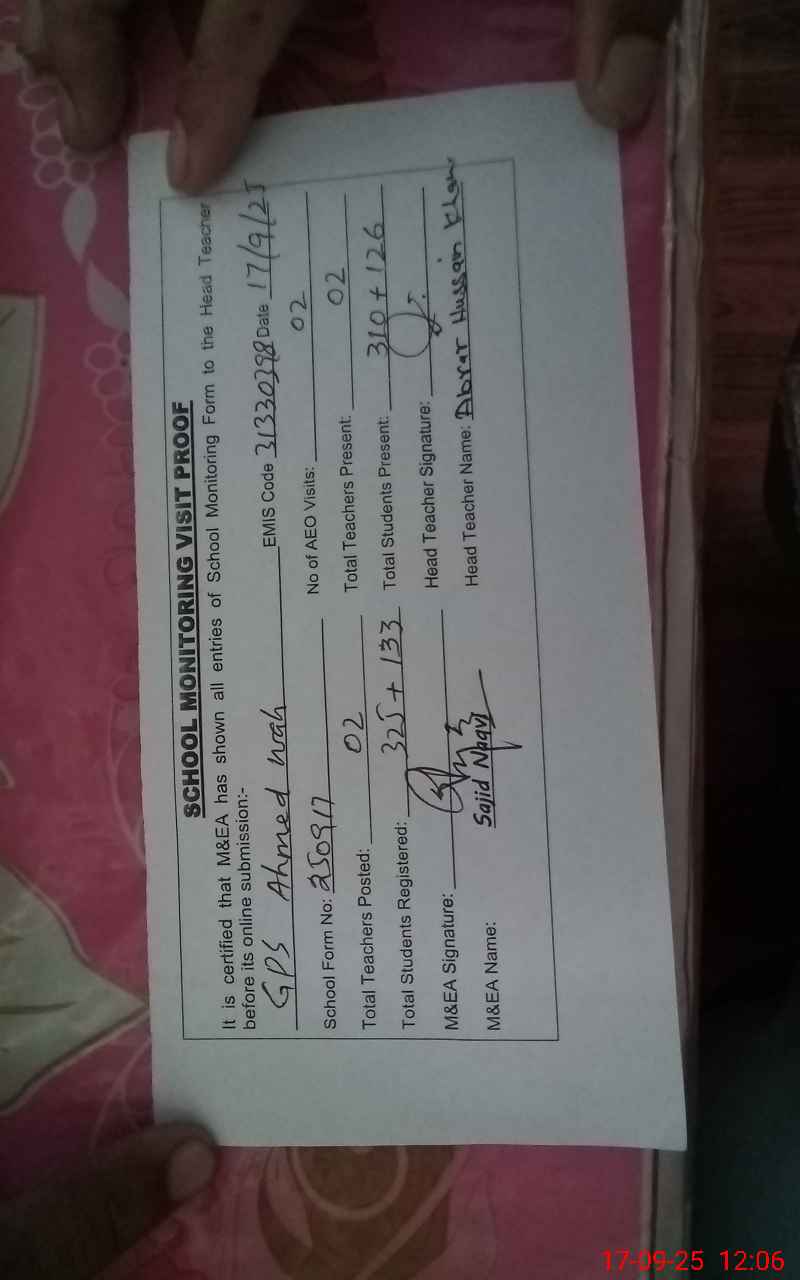 SCHOOL MONITORING VISIT PROOF
It is certified that M&EA has shown all entries of School Monitoring Form to the Head Teacher
before its online submission:-
GPS Ahmed wah EMIS Code 31330398 Date 17/9/25
School Form No: 250917 No of AEO Visits: 02
Total Teachers Posted: 02 Total Teachers Present: 02
Total Students Registered: 325 + 133 Total Students Present: 310 + 126
M&EA Signature: Head Teacher Signature:
M&EA Name: Sajid Naqvi Head Teacher Name: Abrar Hussain Khan
17-09-25 12:06